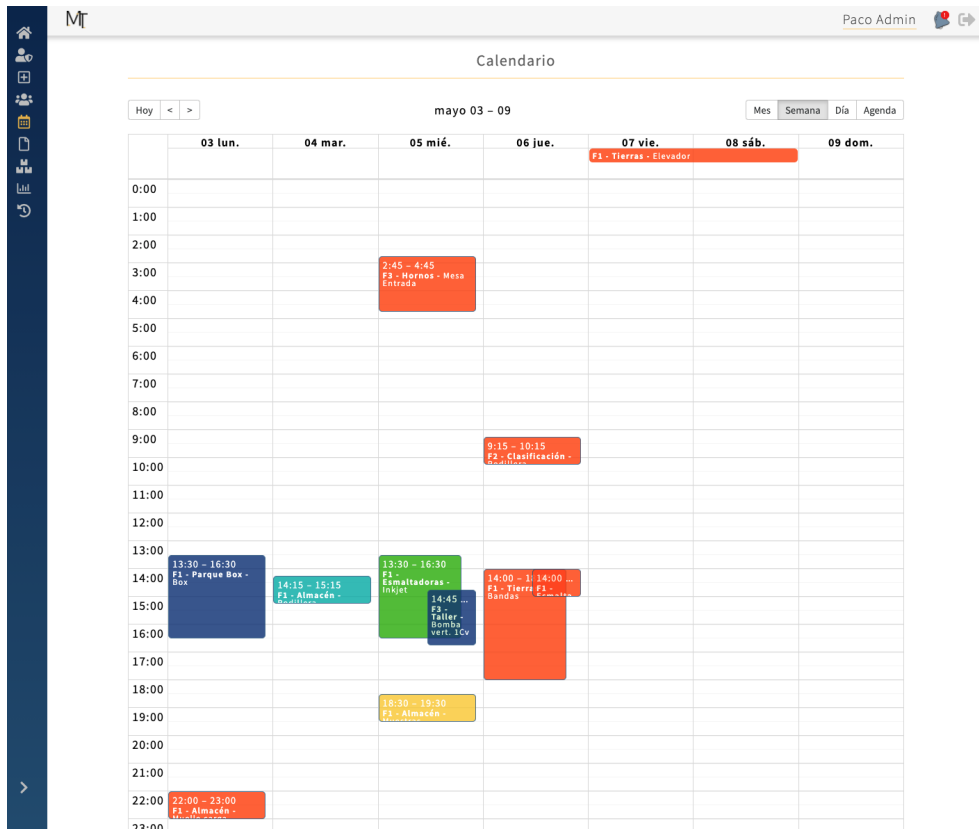 MT
Paco Admin
Calendario
Hoy < >
mayo 03 – 09
Mes Semana Día Agenda
03 lun. 04 mar. 05 mié. 06 jue. 07 vie. 08 sáb. 09 dom.
F1 - Tierras - Elevador
0:00
1:00
2:00
2:45 – 4:45
3:00
F3 - Hornos - Mesa
Entrada
4:00
5:00
6:00
7:00
8:00
9:00
9:15 – 10:15
F2 - Clasificación -
10:00
11:00
12:00
13:00
13:30 – 16:30
F1 - Parque Box -
Box
13:30 – 16:30
F1 -
Esmaltadoras -
Inkjet
14:00
14:15 – 15:15
F1 - Almacén -
14:00 –
F1 - Tierra
Bandas
14:00 ...
F1 -
14:45 ...
F3 -
Taller -
Bomba
vert. 1Cv
15:00
16:00
17:00
18:00
18:30 – 19:30
F1 - Almacén -
19:00
20:00
21:00
22:00
22:00 – 23:00
F1 - Almacén -
23:00